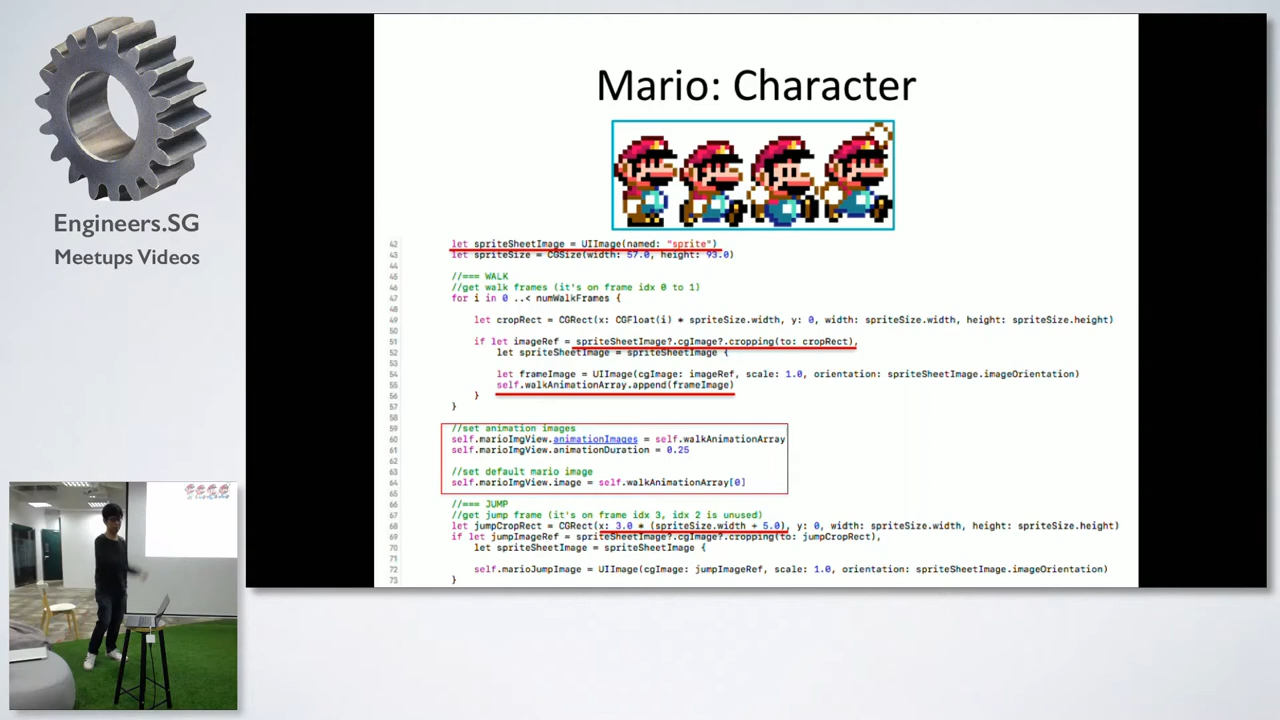 Engineers.SG
Meetups Videos
Mario: Character
42 let spriteSheetImage = UIImage(named: "sprite")
43 let spriteSize = CGSize(width: 57.0, height: 93.0)
44
45 //=== WALK
46 //get walk frames (it's on frame idx 0 to 1)
47 for i in 0 ..< numWalkFrames {
48
49 let cropRect = CGRect(x: CGFloat(i) * spriteSize.width, y: 0, width: spriteSize.width, height: spriteSize.height)
50
51 if let imageRef = spriteSheetImage?.cgImage?.cropping(to: cropRect),
52 let spriteSheetImage = spriteSheetImage {
53
54 let frameImage = UIImage(cgImage: imageRef, scale: 1.0, orientation: spriteSheetImage.imageOrientation)
55 self.walkAnimationArray.append(frameImage)
56 }
57 }
58
59 //set animation images
60 self.marioImgView.animationImages = self.walkAnimationArray
61 self.marioImgView.animationDuration = 0.25
62
63 //set default mario image
64 self.marioImgView.image = self.walkAnimationArray[0]
65
66 //=== JUMP
67 //get jump frame (it's on frame idx 3, idx 2 is unused)
68 let jumpCropRect = CGRect(x: 3.0 * (spriteSize.width + 5.0), y: 0, width: spriteSize.width, height: spriteSize.height)
69 if let jumpImageRef = spriteSheetImage?.cgImage?.cropping(to: jumpCropRect),
70 let spriteSheetImage = spriteSheetImage {
71
72 self.marioJumpImage = UIImage(cgImage: jumpImageRef, scale: 1.0, orientation: spriteSheetImage.imageOrientation)
73 }